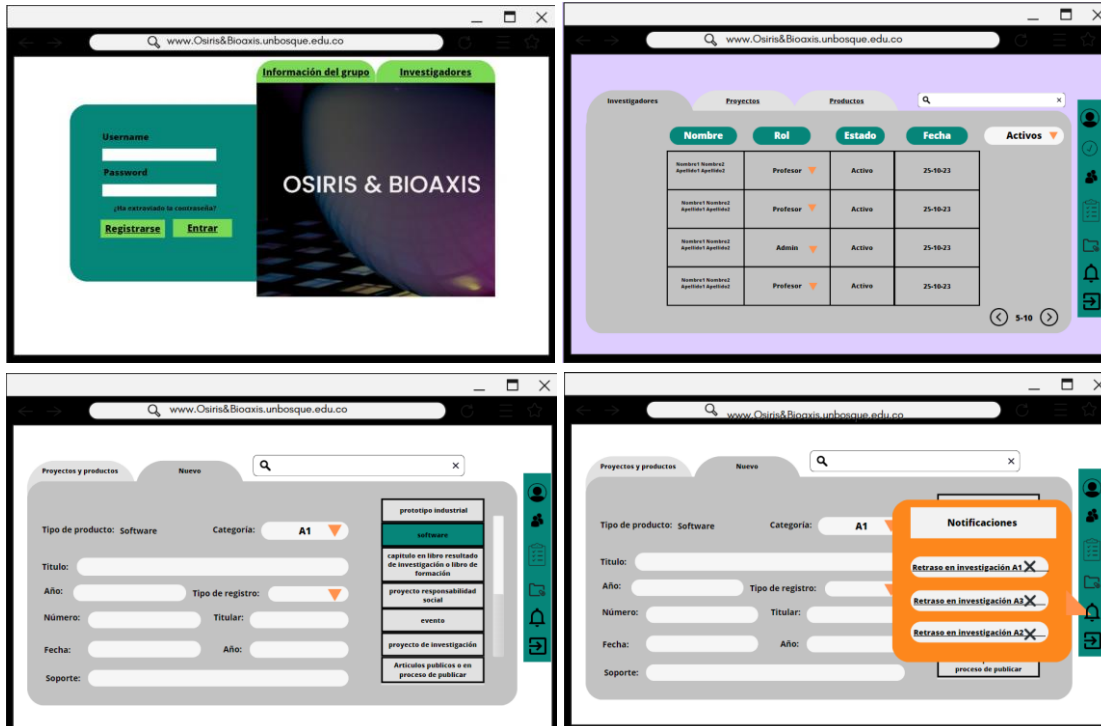 www.Osiris&Bioaxis.unbosque.edu.co
Información del grupo Investigadores
Username
Password
¿Ha extraviado la contraseña?
Registrarse Entrar
OSIRIS & BIOAXIS
www.Osiris&Bioaxis.unbosque.edu.co
Investigadores Proyectos Productos
Nombre Rol Estado Fecha Activos
Nombre1 Nombre2
Apellido1 Apellido2
Profesor Activo 25-10-23
Nombre1 Nombre2
Apellido1 Apellido2
Profesor Activo 25-10-23
Nombre1 Nombre2
Apellido1 Apellido2
Admin Activo 25-10-23
Nombre1 Nombre2
Apellido1 Apellido2
Profesor Activo 25-10-23
5-10
www.Osiris&Bioaxis.unbosque.edu.co
Proyectos y productos Nuevo
Tipo de producto: Software Categoría: A1
Titulo:
Año: Tipo de registro:
Número: Titular:
Fecha: Año:
Soporte:
prototipo industrial
software
capitulo en libro resultado
de investigación o libro de
formación
proyecto responsabilidad
social
evento
proyecto de investigación
Articulos publicos o en
proceso de publicar
www.Osiris&Bioaxis.unbosque.edu.co
Proyectos y productos Nuevo
Tipo de producto: Software Categoría: A1
Titulo:
Año: Tipo de registro:
Número: Titular:
Fecha: Año:
Soporte:
Notificaciones
Retraso en investigación A1
Retraso en investigación A3
Retraso en investigación A2
proceso de publicar